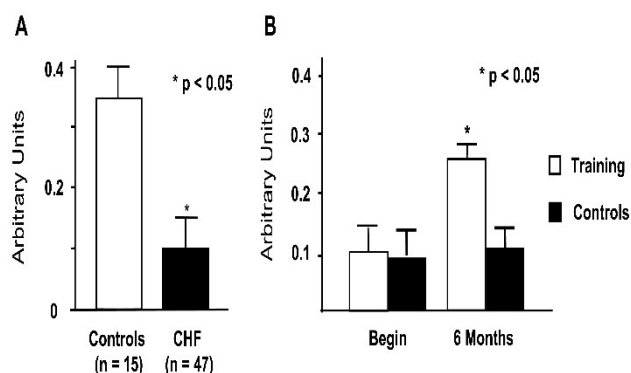 A
Arbitrary Units
0.4
0.2
0
* p < 0.05
*
Controls
(n = 15)
CHF
(n = 47)
B
Arbitrary Units
0.4
0.3
0.2
0.1
* p < 0.05
*
Training
Controls
Begin
6 Months